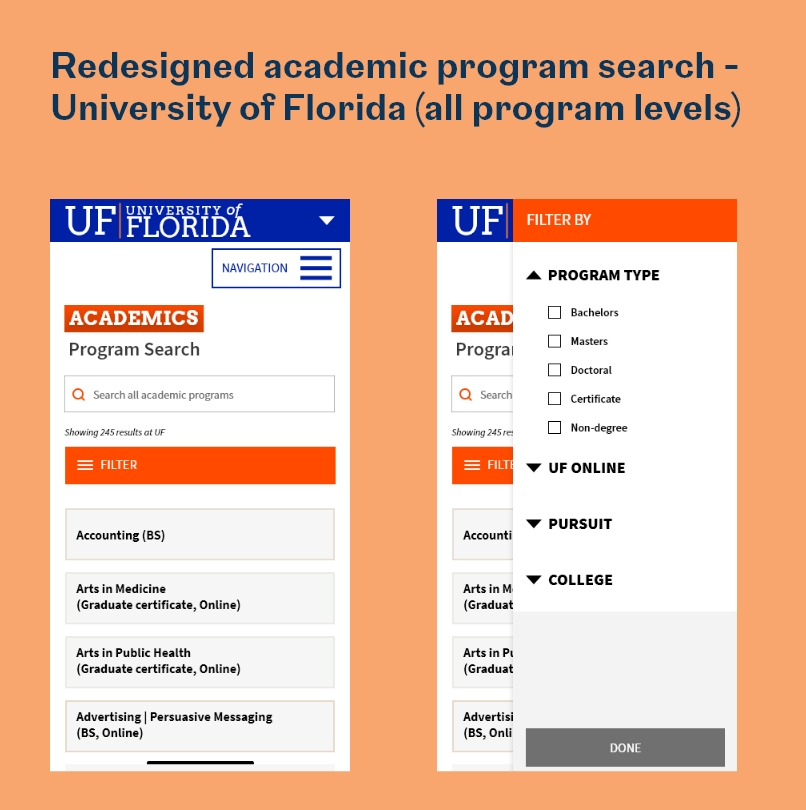 Redesigned academic program search -
University of Florida (all program levels)
UF UNIVERSITY of
FLORIDA
NAVIGATION
ACADEMICS
Program Search
Search all academic programs
Showing 245 results at UF
FILTER
Accounting (BS)
Arts in Medicine
(Graduate certificate, Online)
Arts in Public Health
(Graduate certificate, Online)
Advertising | Persuasive Messaging
(BS, Online)
UF
FILTER BY
ACAD
Progra
Search
Showing 245 res
FILTE
Accounti
Arts in M
(Graduat
Arts in Pu
(Graduat
Advertisi
(BS, Onli
PROGRAM TYPE
Bachelors
Masters
Doctoral
Certificate
Non-degree
UF ONLINE
PURSUIT
COLLEGE
DONE